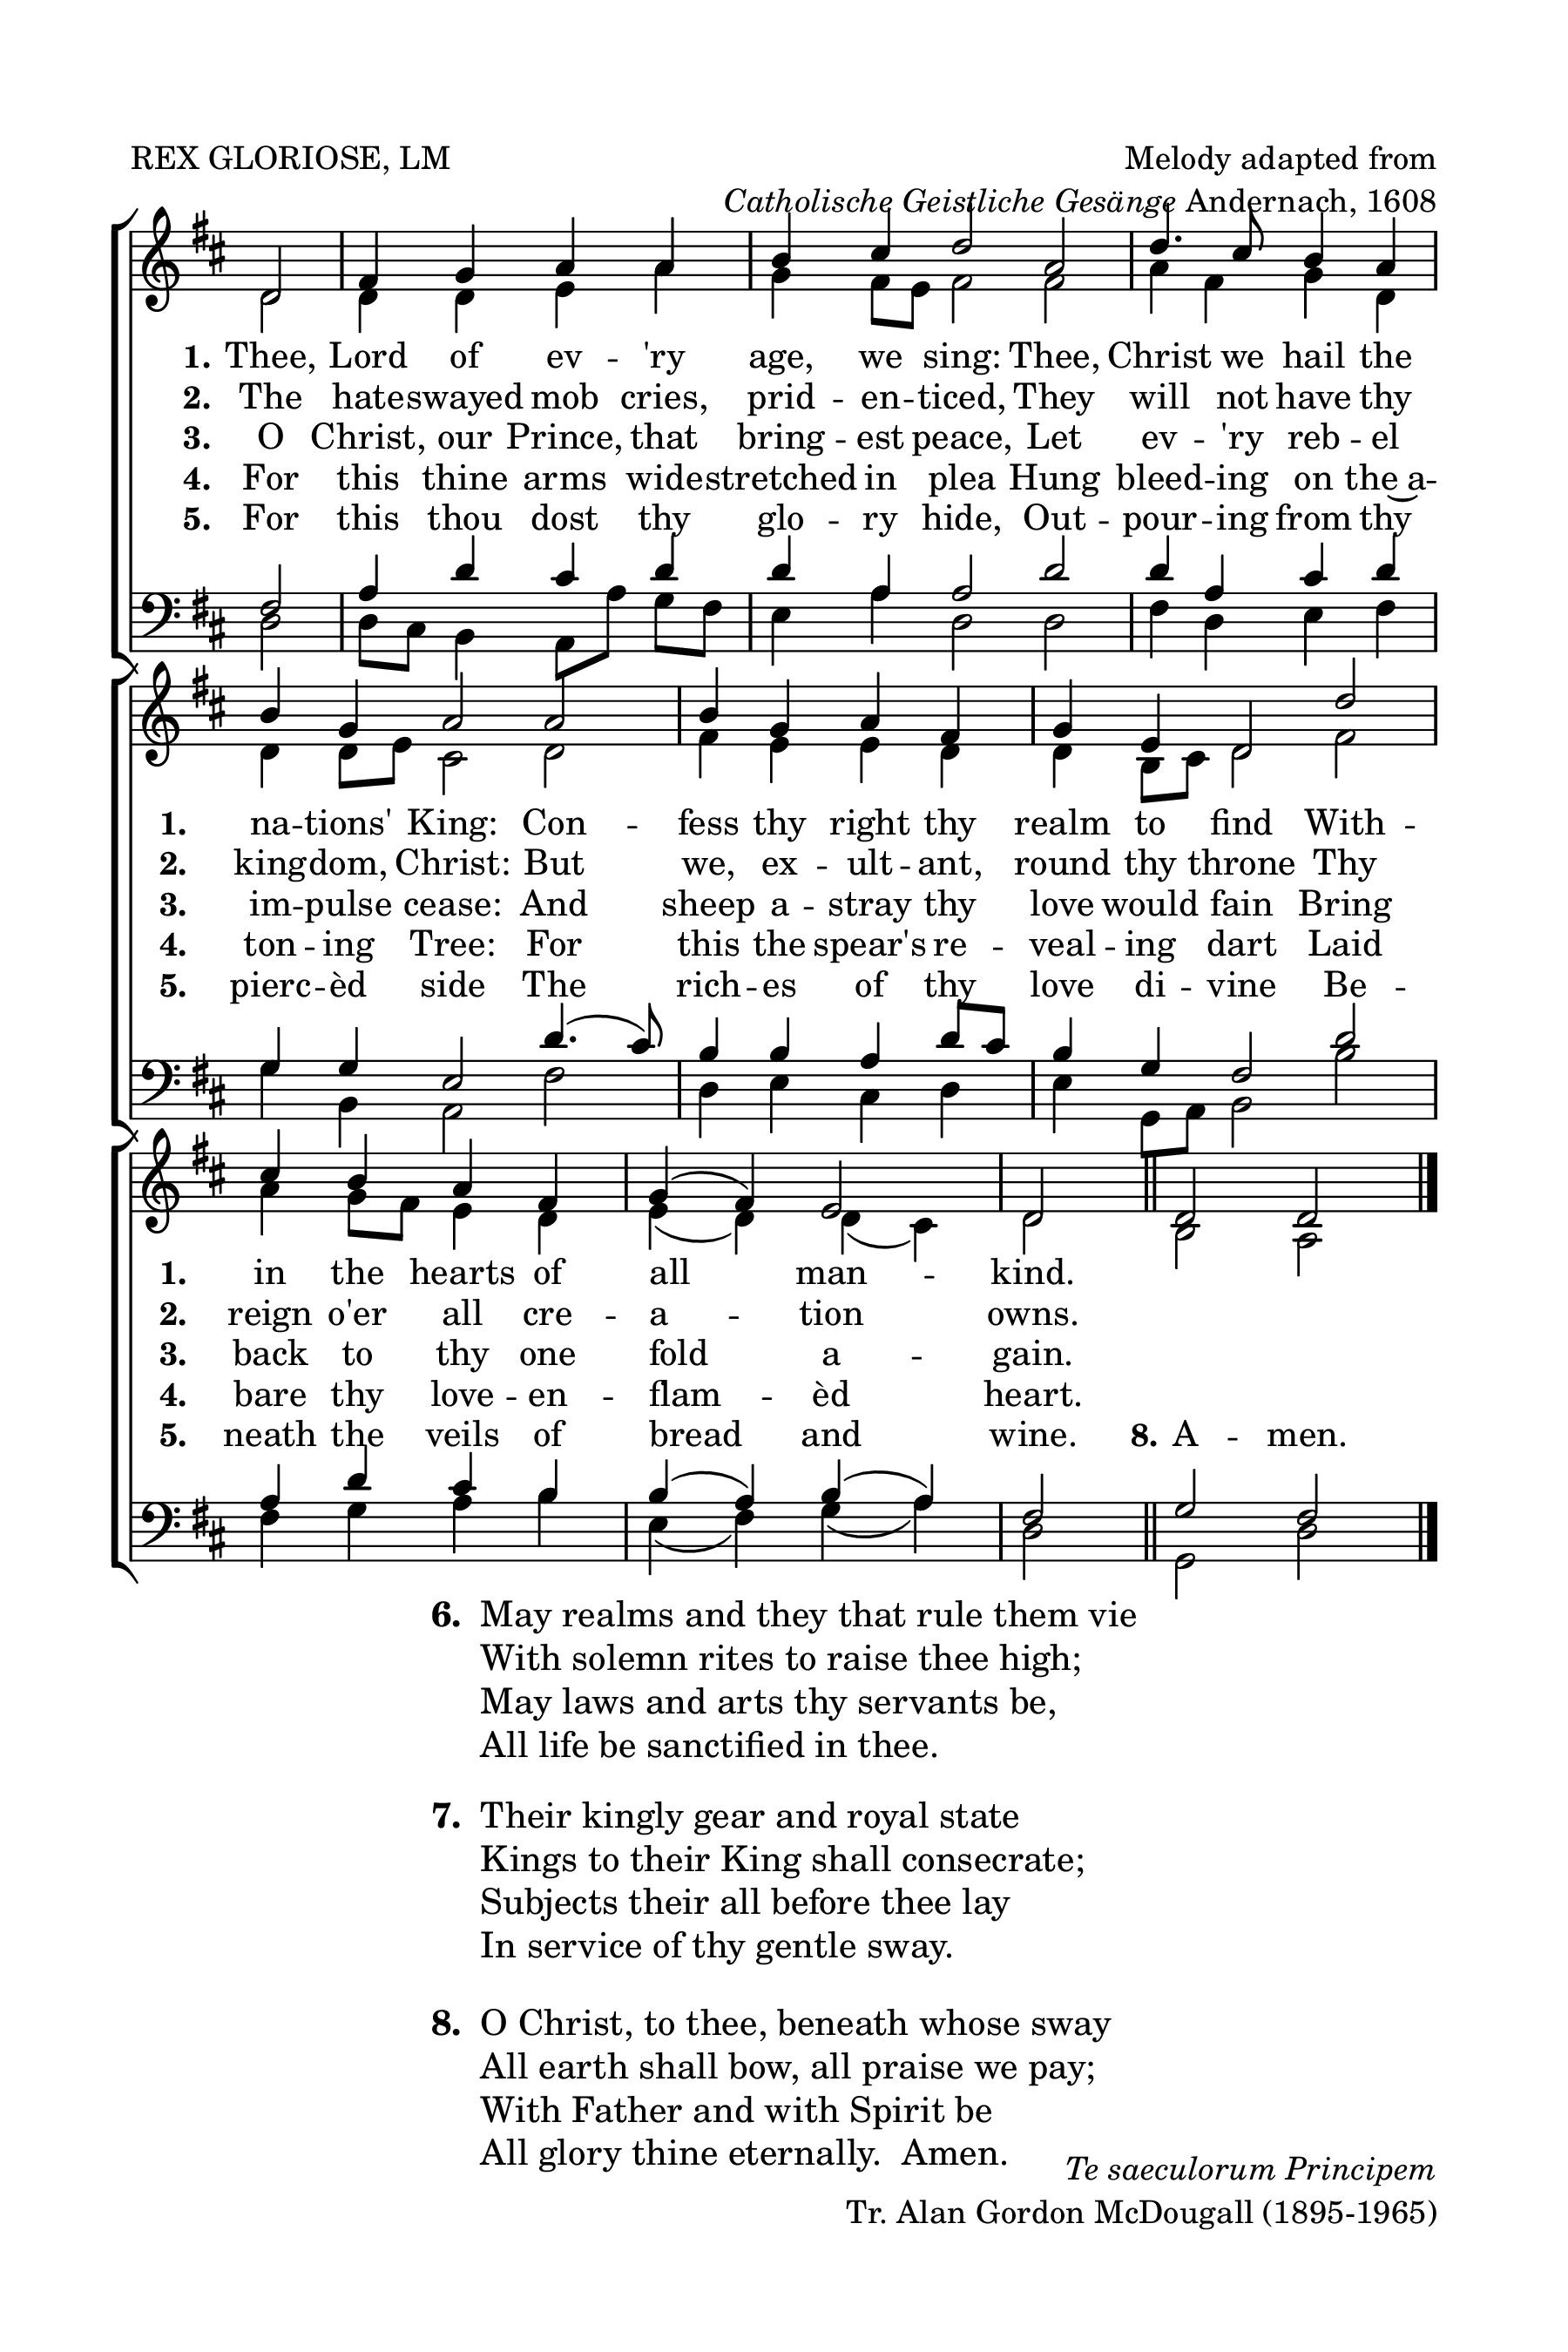 REX GLORIOSE, LM
Melody adapted from
Catholische Geistliche Gesänge Andernach, 1608
1. Thee, Lord of ev -- 'ry age, we sing: Thee, Christ we hail the
2. The hate -- swayed mob cries, prid -- en -- ticed, They will not have thy
3. O Christ, our Prince, that bring -- est peace, Let ev -- 'ry reb -- el
4. For this thine arms wide -- stretched in plea Hung bleed -- ing on the a --
5. For this thou dost thy glo -- ry hide, Out -- pour -- ing from thy
1. na -- tions' King: Con -- fess thy right thy realm to find With --
2. king -- dom, Christ: But we, ex -- ult -- ant, round thy throne Thy
3. im -- pulse cease: And sheep a -- stray thy love would fain Bring
4. ton -- ing Tree: For this the spear's re -- veal -- ing dart Laid
5. pierc -- èd side The rich -- es of thy love di -- vine Be --
1. in the hearts of all man -- kind.
2. reign o'er all cre -- a -- tion owns.
3. back to thy one fold a -- gain.
4. bare thy love -- en -- flam -- èd heart.
5. neath the veils of bread and wine. 8. A -- men.
6. May realms and they that rule them vie
With solemn rites to raise thee high;
May laws and arts thy servants be,
All life be sanctified in thee.
7. Their kingly gear and royal state
Kings to their King shall consecrate;
Subjects their all before thee lay
In service of thy gentle sway.
8. O Christ, to thee, beneath whose sway
All earth shall bow, all praise we pay;
With Father and with Spirit be
All glory thine eternally. Amen.
Te saeculorum Principem
Tr. Alan Gordon McDougall (1895-1965)